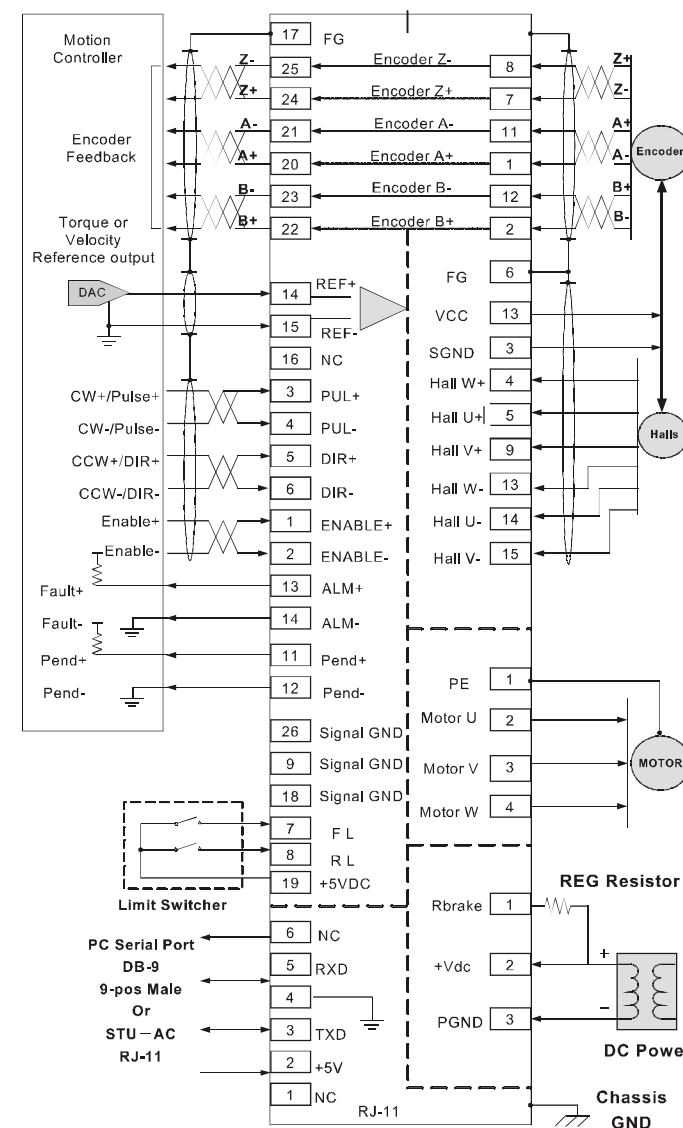 Motion
Controller
Encoder
Feedback
Torque or
Velocity
Reference output
DAC
CW+/Pulse+
CW-/Pulse-
CCW+/DIR+
CCW-/DIR-
Enable+
Enable-
Fault+
Fault-
Pend+
Pend-
Z-
Z+
A-
A+
B-
B+
17 FG
25 Encoder Z- 8
24 Encoder Z+ 7
21 Encoder A- 11
20 Encoder A+ 1
23 Encoder B- 12
22 Encoder B+ 2
14 REF+
15 REF-
16 NC
3 PUL+
4 PUL-
5 DIR+
6 DIR-
1 ENABLE+
2 ENABLE-
13 ALM+
14 ALM-
11 Pend+
12 Pend-
26 Signal GND
9 Signal GND
18 Signal GND
7 F L
8 R L
19 +5VDC
Limit Switcher
PC Serial Port
DB-9
9-pos Male
Or
STU－AC
RJ-11
6 NC
5 RXD
4
3 TXD
2 +5V
1 NC
RJ-11
Z+
Z-
A+
A-
B+
B-
Encoder
FG 6
VCC 13
SGND 3
Hall W+ 4
Hall U+ 5
Hall V+ 9
Hall W- 13
Hall U- 14
Hall V- 15
Halls
PE 1
Motor U 2
Motor V 3
Motor W 4
MOTOR
REG Resistor
Rbrake 1
+Vdc 2
PGND 3
+
-
DC Powe
Chassis
GND